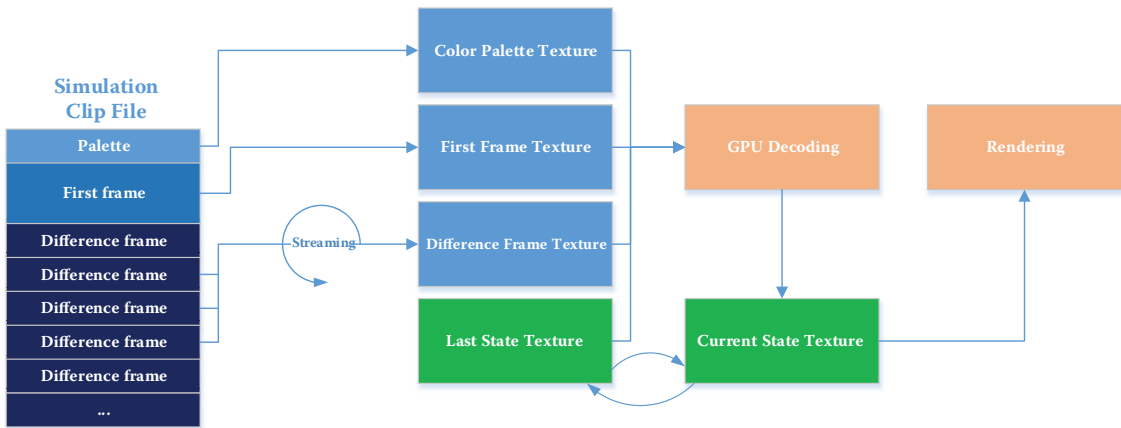 Simulation
Clip File
Palette
First frame
Difference frame
Difference frame
Difference frame
Difference frame
Difference frame
...
Streaming
Color Palette Texture
First Frame Texture
Difference Frame Texture
Last State Texture
GPU Decoding
Current State Texture
Rendering